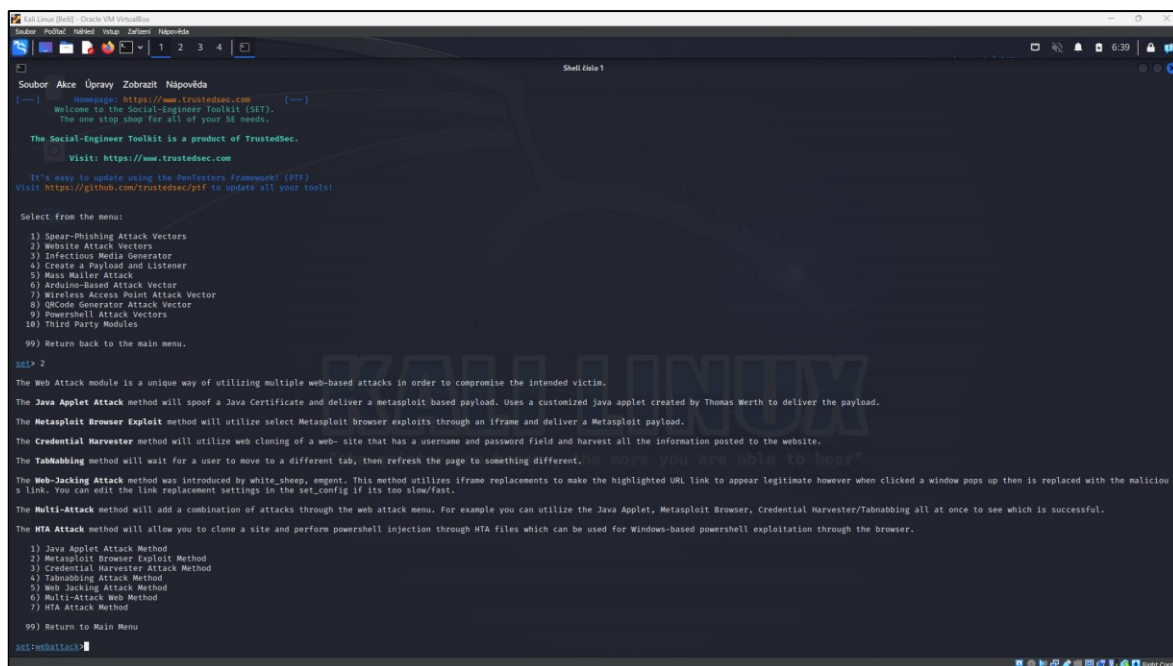 Kali Linux [Beží] - Oracle VM VirtualBox
Soubor Počítač Náhled Vstup Zařízení Nápověda
1 2 3 4
6:39
Shell číslo 1
Soubor Akce Úpravy Zobrazit Nápověda
[---] Homepage: https://www.trustedsec.com [---]
Welcome to the Social-Engineer Toolkit (SET).
The one stop shop for all of your SE needs.
The Social-Engineer Toolkit is a product of TrustedSec.
Visit: https://www.trustedsec.com
It's easy to update using the PenTesters Framework! (PTF)
Visit https://github.com/trustedsec/ptf to update all your tools!
Select from the menu:
1) Spear-Phishing Attack Vectors
2) Website Attack Vectors
3) Infectious Media Generator
4) Create a Payload and Listener
5) Mass Mailer Attack
6) Arduino-Based Attack Vector
7) Wireless Access Point Attack Vector
8) QRCode Generator Attack Vector
9) Powershell Attack Vectors
10) Third Party Modules
99) Return back to the main menu.
set> 2
KALI LINUX
The Web Attack module is a unique way of utilizing multiple web-based attacks in order to compromise the intended victim.
The Java Applet Attack method will spoof a Java Certificate and deliver a metasploit based payload. Uses a customized java applet created by Thomas Werth to deliver the payload.
The Metasploit Browser Exploit method will utilize select Metasploit browser exploits through an iframe and deliver a Metasploit payload.
The Credential Harvester method will utilize web cloning of a web- site that has a username and password field and harvest all the information posted to the website.
The TabNabbing method will wait for a user to move to a different tab, then refresh the page to something different.
the more you are able to hear"
The Web-Jacking Attack method was introduced by white_sheep, emgent. This method utilizes iframe replacements to make the highlighted URL link to appear legitimate however when clicked a window pops up then is replaced with the maliciou
s link. You can edit the link replacement settings in the set_config if its too slow/fast.
The Multi-Attack method will add a combination of attacks through the web attack menu. For example you can utilize the Java Applet, Metasploit Browser, Credential Harvester/Tabnabbing all at once to see which is successful.
The HTA Attack method will allow you to clone a site and perform powershell injection through HTA files which can be used for Windows-based powershell exploitation through the browser.
1) Java Applet Attack Method
2) Metasploit Browser Exploit Method
3) Credential Harvester Attack Method
4) Tabnabbing Attack Method
5) Web Jacking Attack Method
6) Multi-Attack Web Method
7) HTA Attack Method
99) Return to Main Menu
set:webattack>